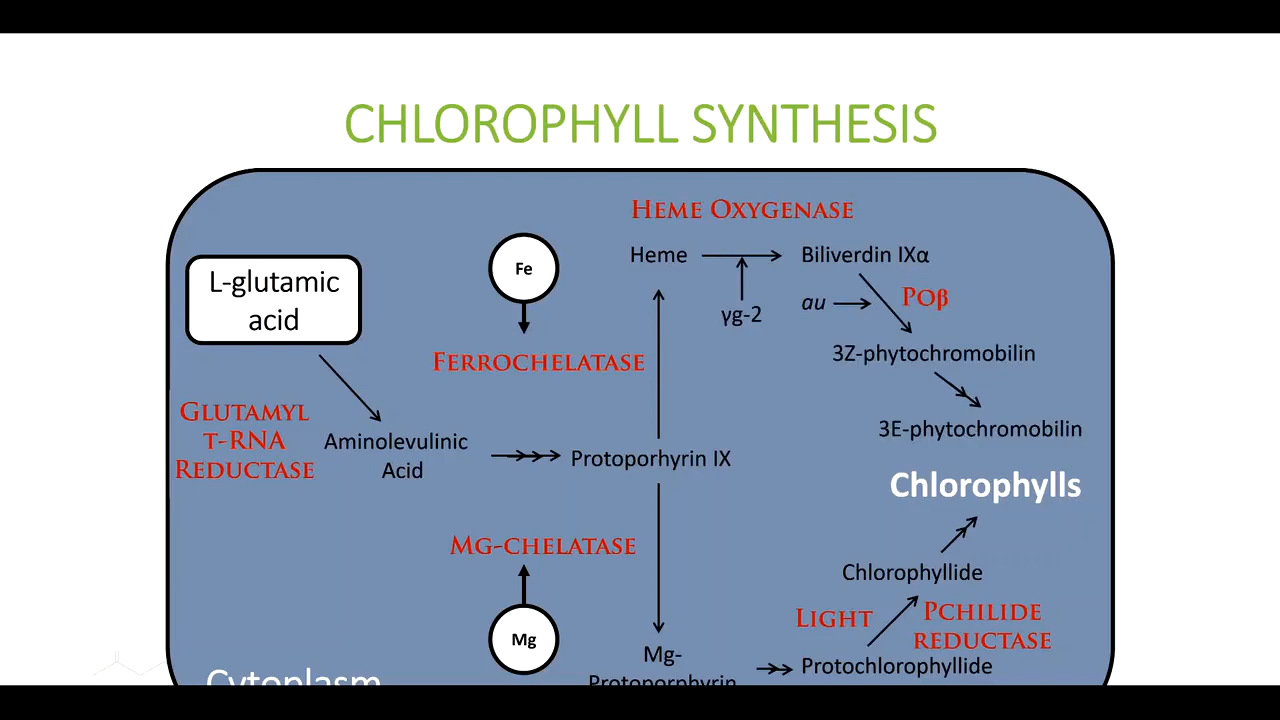 CHLOROPHYLL SYNTHESIS
HEME OXYGENASE
Heme
Biliverdin IXα
Fe
L-glutamic
acid
γg-2
au
POβ
FERROCHELATASE
3Z-phytochromobilin
GLUTAMYL
T-RNA
REDUCTASE
Aminolevulinic
Acid
Protoporhyrin IX
3E-phytochromobilin
Chlorophylls
MG-CHELATASE
Chlorophyllide
Mg
LIGHT
PCHILIDE
REDUCTASE
Mg-
Protoporphyrin
Protochlorophyllide
Cytoplasm